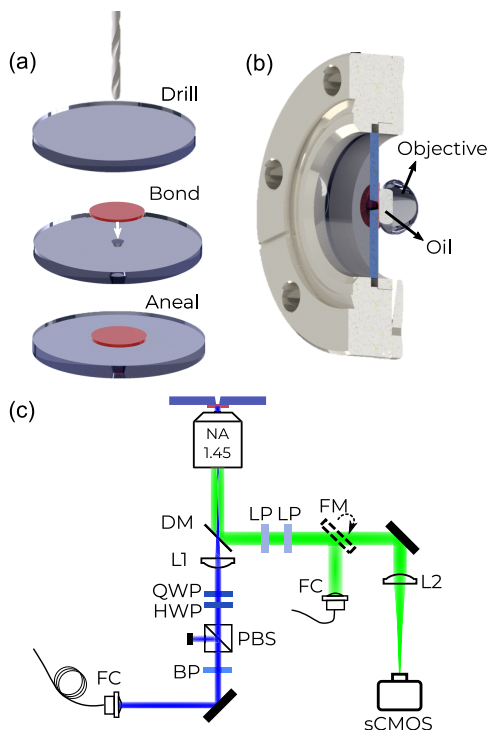 (a)
Drill
Bond
Aneal
(b)
Objective
Oil
(c)
NA
1.45
DM
LP LP
FM
L1
QWP
HWP
PBS
FC
L2
BP
FC
sCMOS